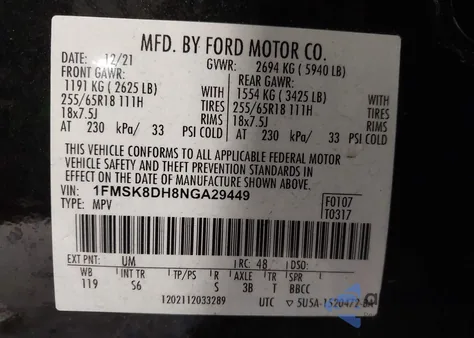 MFD. BY FORD MOTOR CO.
DATE: 12/21 GVWR: 2694 KG ( 5940 LB)
FRONT GAWR: REAR GAWR:
1191 KG ( 2625 LB) WITH 1554 KG ( 3425 LB) WITH
255/65R18 111H TIRES 255/65R18 111H TIRES
18x7.5J RIMS 18x7.5J RIMS
AT 230 kPa/ 33 PSI COLD AT 230 kPa/ 33 PSI COLD
THIS VEHICLE CONFORMS TO ALL APPLICABLE FEDERAL MOTOR
VEHICLE SAFETY AND THEFT PREVENTION STANDARDS IN EFFECT ON THE DATE OF MANUFACTURE SHOWN ABOVE.
VIN: 1FMSK8DH8NGA29449 F0107
TYPE: MPV T0317
EXT PNT: UM RC: 48 DSO:
WB INT TR TP/PS R AXLE TR SPR
119 S6 S 3B T BBCC
1202112033289 UTC 5U5A-1520472-BA